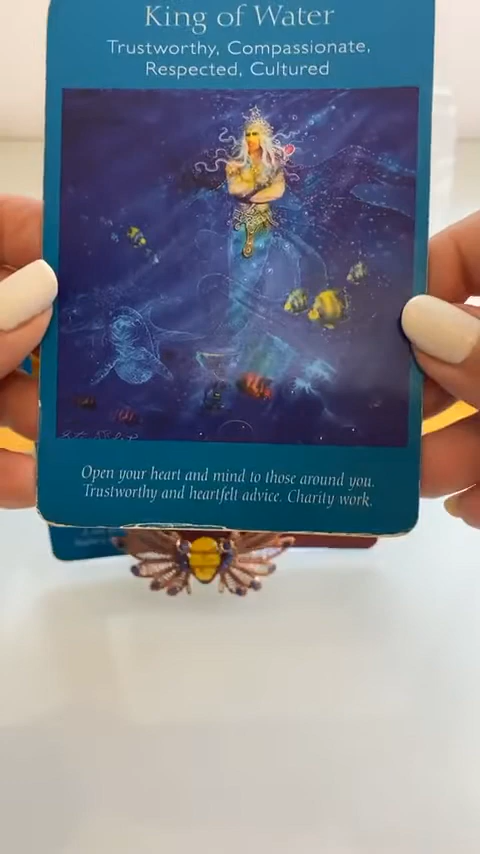 King of Water
Trustworthy, Compassionate,
Respected, Cultured
Open your heart and mind to those around you.
Trustworthy and heartfelt advice. Charity work.